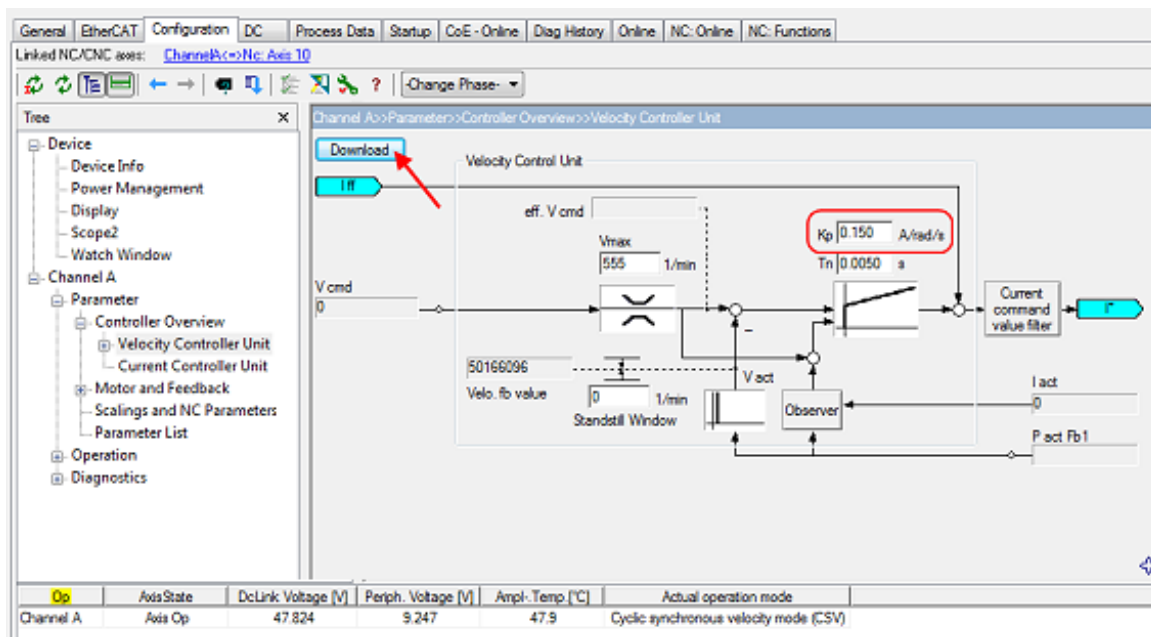 General EtherCAT Configuration DC Process Data Startup CoE - Online Diag History Online NC: Online NC: Functions
Linked NC/CNC axes: ChannelA<=>Nc: Axis 10
? -Change Phase-
Tree X
Channel A>>Parameter>>Controller Overview>>Velocity Controller Unit
Device
Device Info
Power Management
Display
Scope2
Watch Window
Channel A
Parameter
Controller Overview
Velocity Controller Unit
Current Controller Unit
Motor and Feedback
Scalings and NC Parameters
Parameter List
Operation
Diagnostics
Download
Velocity Control Unit
I ff
eff. V cmd
Kp 0.150 A/rad/s
Vmax
555 1/min
Tn 0.0050 s
V cmd
0
Current
command
value filter
50166096
Velo. fb value
0 1/min
Standstill Window
V act
Observer
I act
0
P act Fb1
Op AxisState DcLink Voltage [V] Periph. Voltage [V] Ampl.-Temp.[°C] Actual operation mode
Channel A Axis Op 47.824 9.247 47.9 Cyclic synchronous velocity mode (CSV)